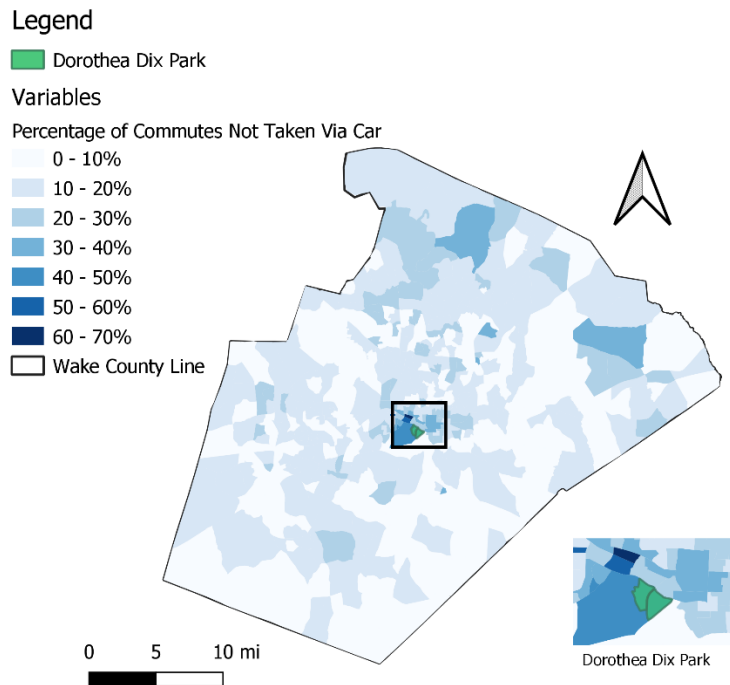 Legend
Dorothea Dix Park
Variables
Percentage of Commutes Not Taken Via Car
0 - 10%
10 - 20%
20 - 30%
30 - 40%
40 - 50%
50 - 60%
60 - 70%
Wake County Line
0 5 10 mi
Dorothea Dix Park